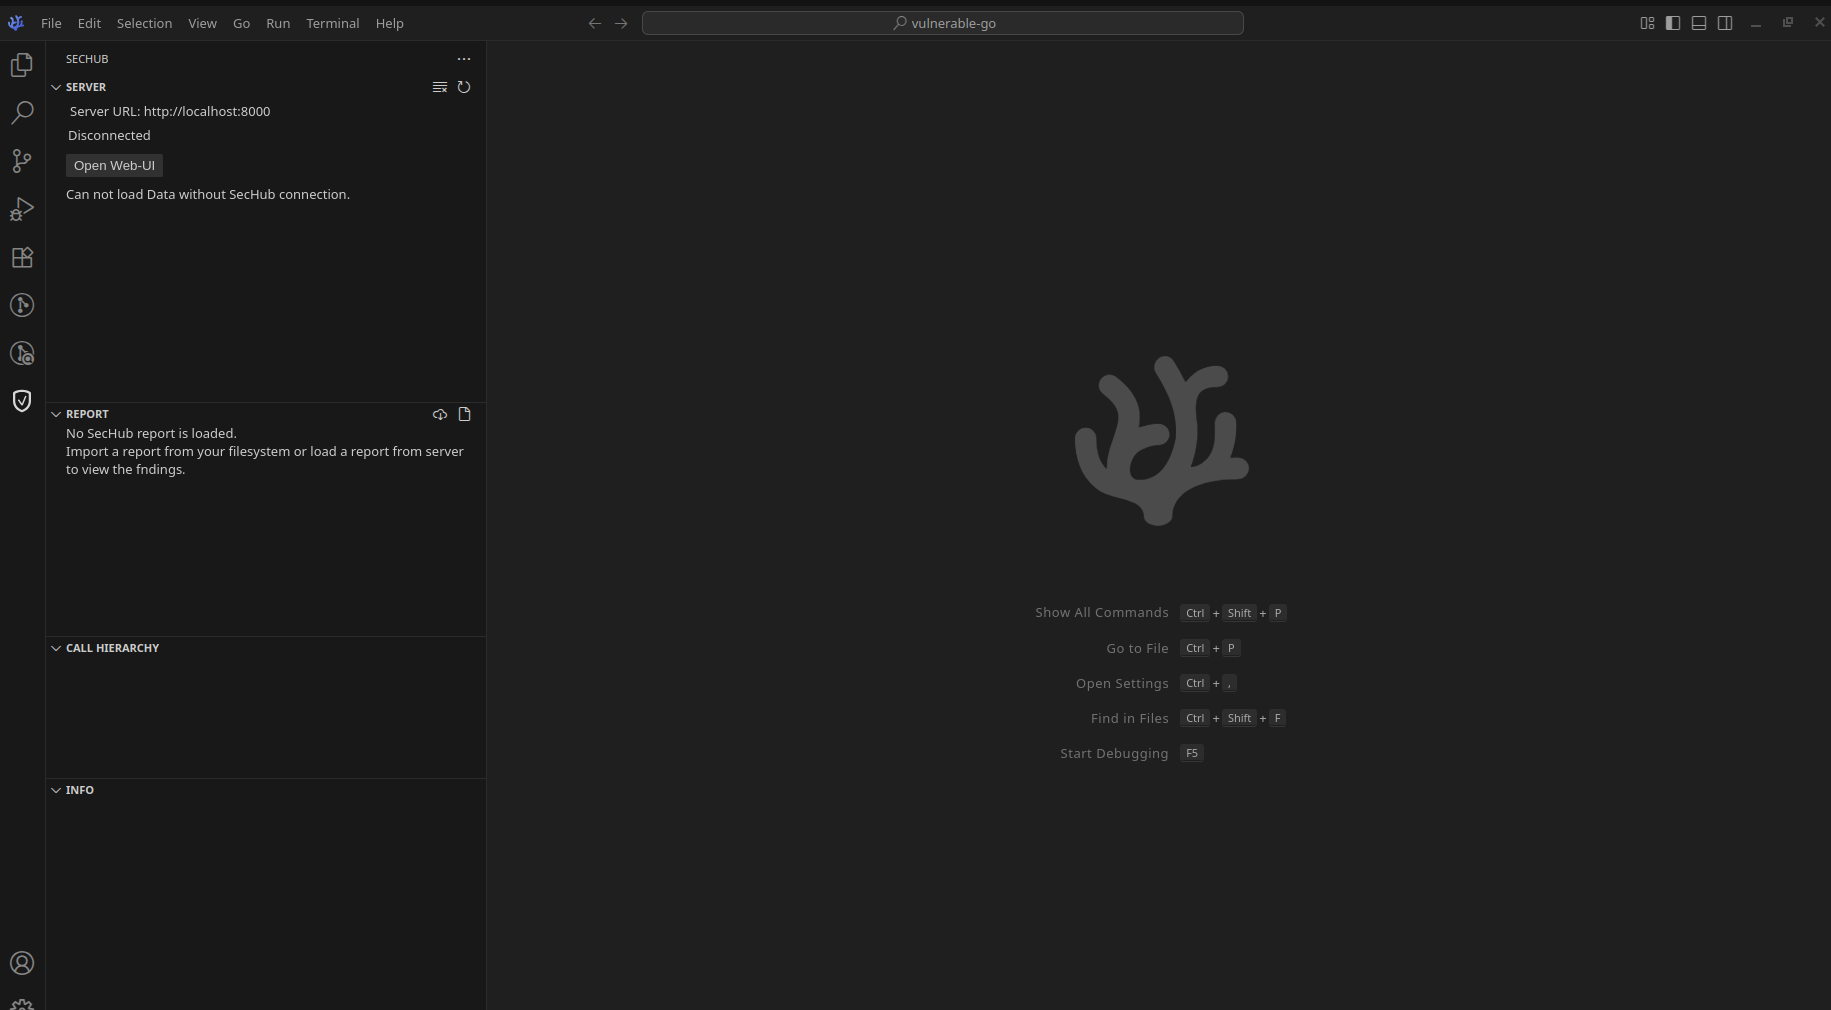 File Edit Selection View Go Run Terminal Help
vulnerable-go
SECHUB
SERVER
Server URL: http://localhost:8000
Disconnected
Open Web-UI
Can not load Data without SecHub connection.
REPORT
No SecHub report is loaded.
Import a report from your filesystem or load a report from server
to view the fndings.
CALL HIERARCHY
INFO
Show All Commands Ctrl + Shift + P
Go to File Ctrl + P
Open Settings Ctrl + ,
Find in Files Ctrl + Shift + F
Start Debugging F5